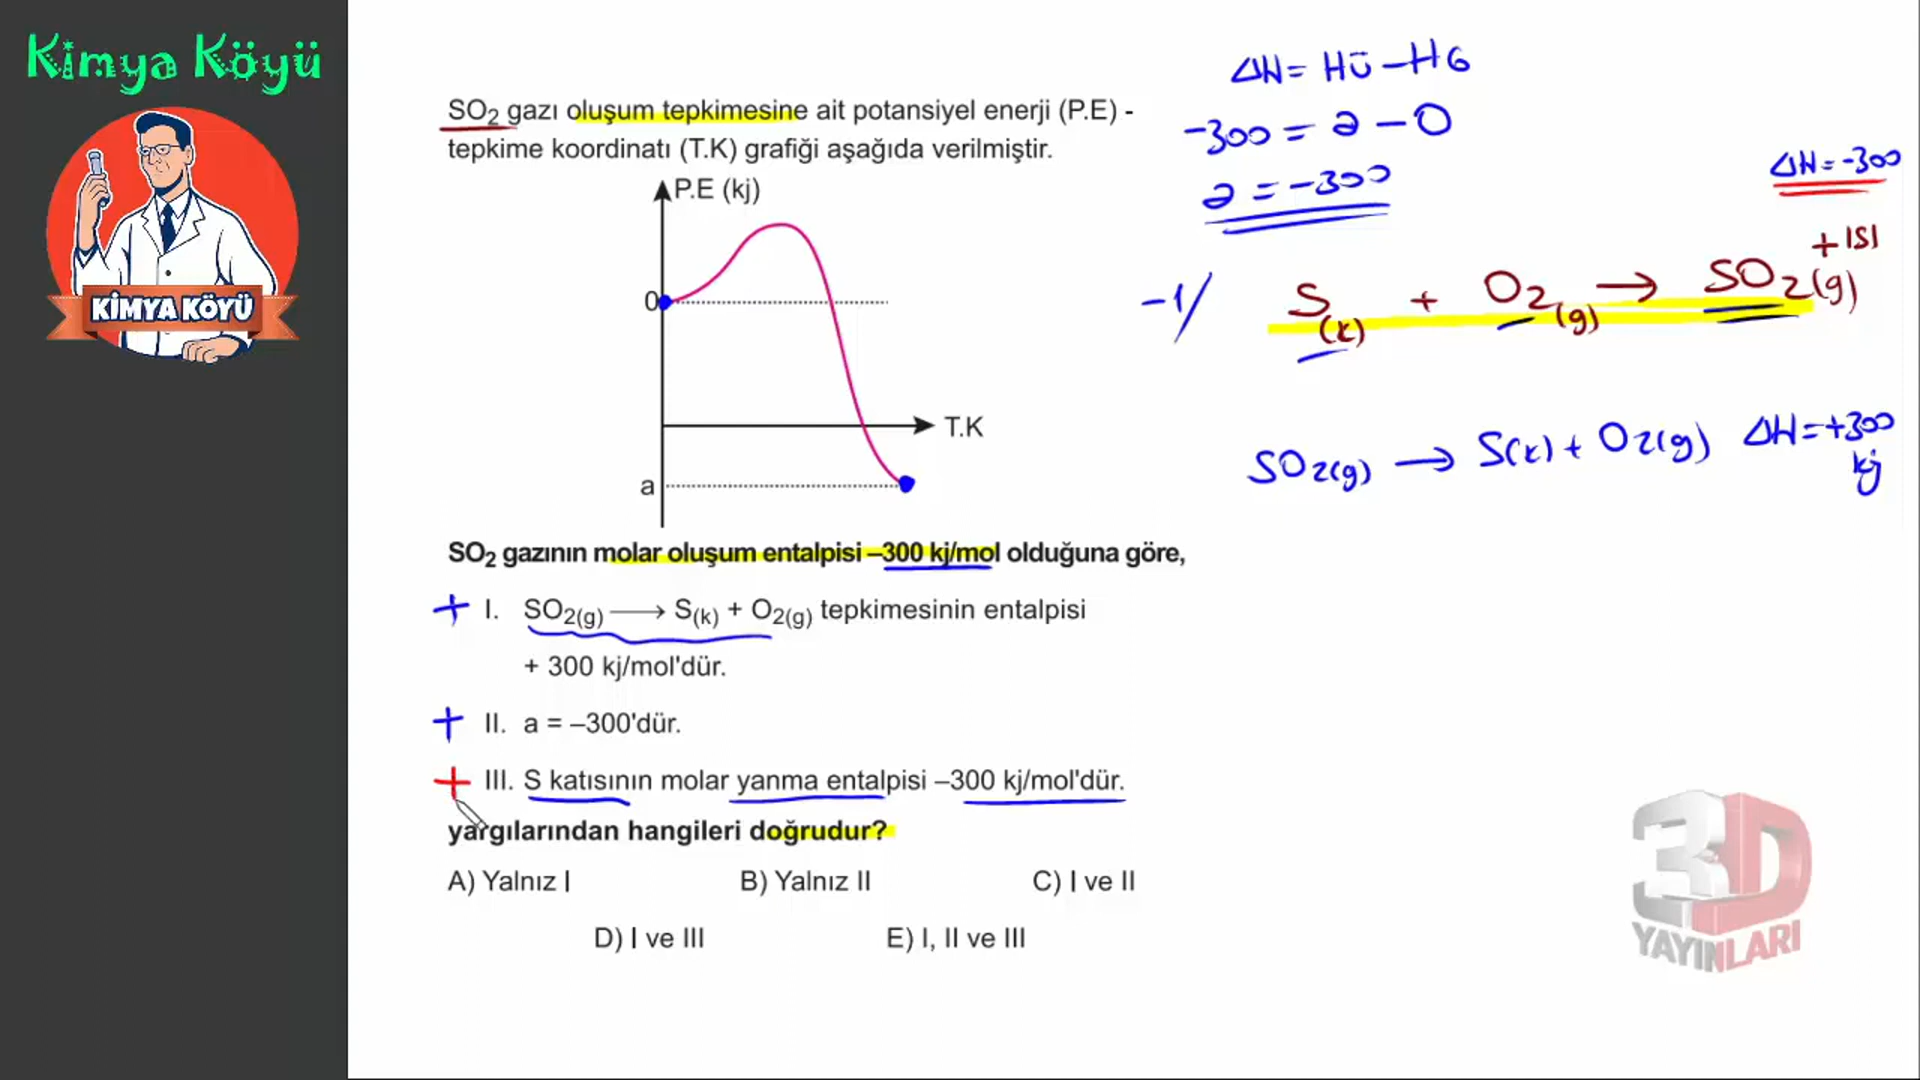 Kimya Köyü
KİMYA KÖYÜ
SO2 gazı oluşum tepkimesine ait potansiyel enerji (P.E) -
tepkime koordinatı (T.K) grafiği aşağıda verilmiştir.
P.E (kj)
0
T.K
a
SO2 gazının molar oluşum entalpisi –300 kj/mol olduğuna göre,
+ I. SO2(g) ⟶ S(k) + O2(g) tepkimesinin entalpisi
+ 300 kj/mol'dür.
+ II. a = –300'dür.
+ III. S katısının molar yanma entalpisi –300 kj/mol'dür.
yargılarından hangileri doğrudur?
A) Yalnız I B) Yalnız II C) I ve II
D) I ve III E) I, II ve III
ΔH = HÜ – HG
-300 = a – 0
a = -300
ΔH = -300
-1/ S(k) + O2(g) → SO2(g) + ISI
SO2(g) → S(k) + O2(g) ΔH = +300
kj
3D
YAYINLARI